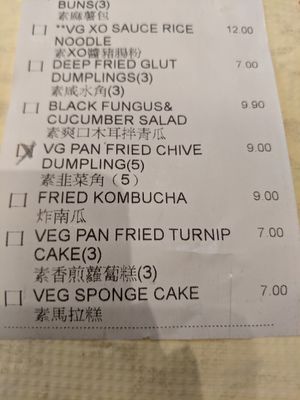 BUNS(3)
素麻薯包
**VG XO SAUCE RICE 12.00
NOODLE
素XO醬豬腸粉
DEEP FRIED GLUT 7.00
DUMPLINGS(3)
素咸水角(3)
BLACK FUNGUS& 9.90
CUCUMBER SALAD
素爽口木耳拌青瓜
VG PAN FRIED CHIVE 9.00
DUMPLING(5)
素韭菜角（5）
FRIED KOMBUCHA 9.00
炸南瓜
VEG PAN FRIED TURNIP 7.00
CAKE(3)
素香煎蘿蔔糕(3)
VEG SPONGE CAKE 7.00
素馬拉糕